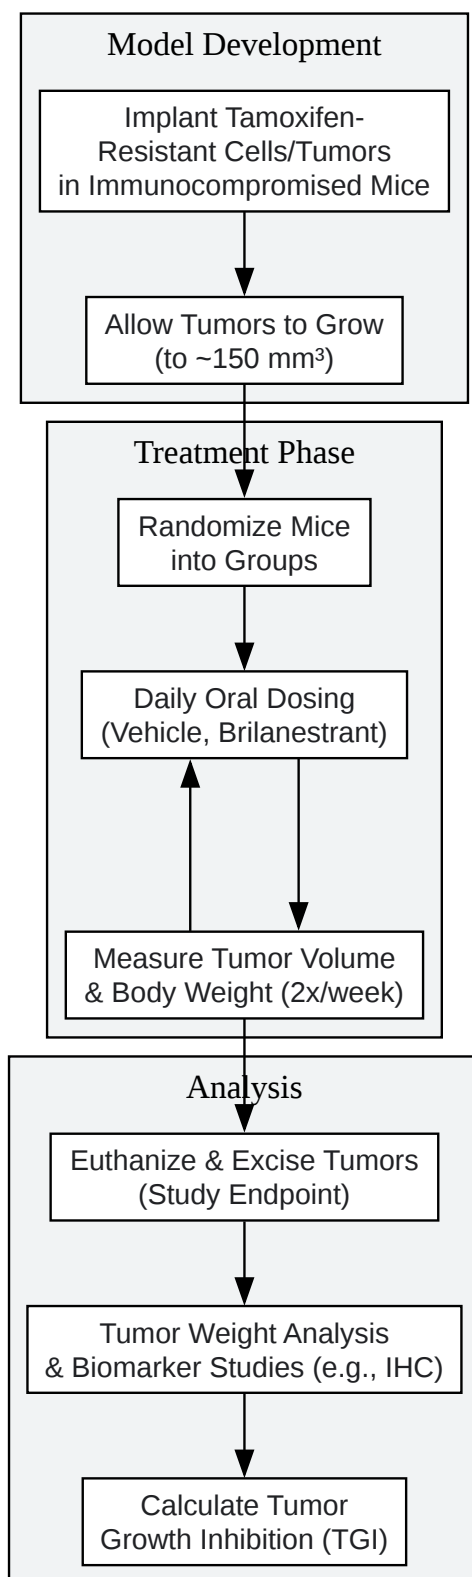 Model Development
Implant Tamoxifen-
Resistant Cells/Tumors
in Immunocompromised Mice
Allow Tumors to Grow
(to ~150 mm³)
Treatment Phase
Randomize Mice
into Groups
Daily Oral Dosing
(Vehicle, Brilanestrant)
Measure Tumor Volume
& Body Weight (2x/week)
Analysis
Euthanize & Excise Tumors
(Study Endpoint)
Tumor Weight Analysis
& Biomarker Studies (e.g., IHC)
Calculate Tumor
Growth Inhibition (TGI)